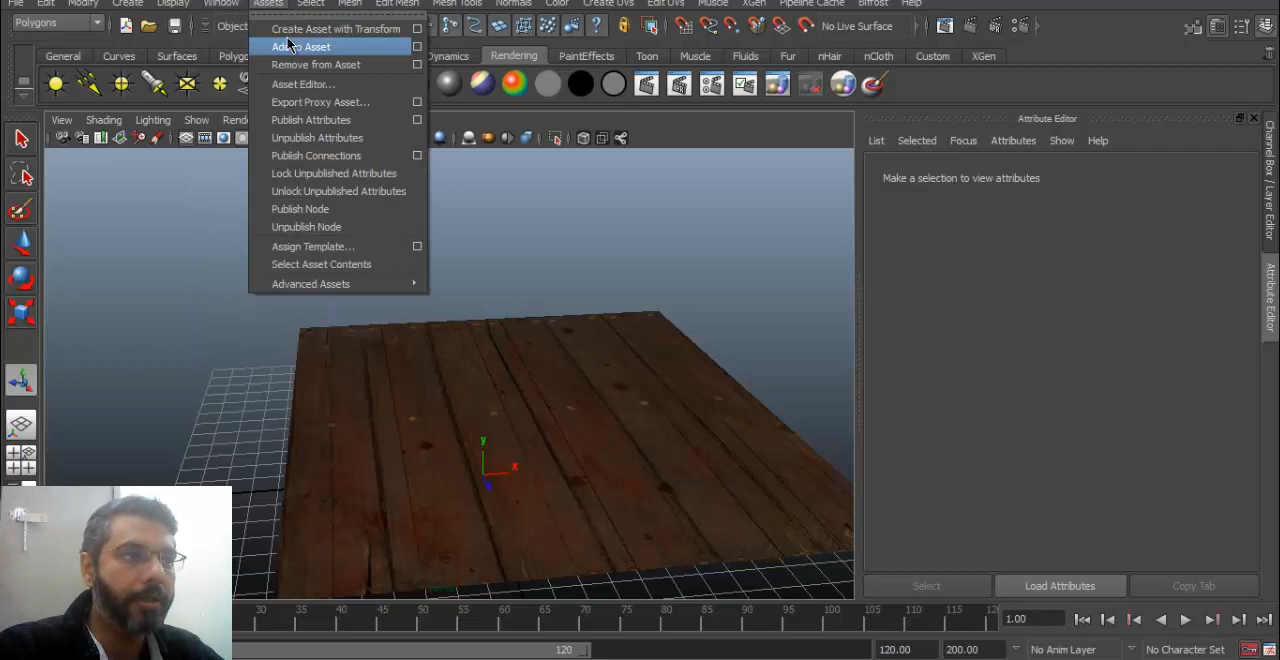 File Edit Modify Create Display Window Assets Select Mesh Edit Mesh Mesh Tools Normals Color Create UVs Edit UVs Muscle XGen Pipeline Cache Bifrost Help
Polygons
No Live Surface
General Curves Surfaces Dynamics Rendering PaintEffects Toon Muscle Fluids Fur nHair nCloth Custom XGen
Create Asset with Transform
Asset
Remove from Asset
Asset Editor...
Export Proxy Asset...
Publish Attributes
Unpublish Attributes
Publish Connections
Lock Unpublished Attributes
Unlock Unpublished Attributes
Publish Node
Unpublish Node
Assign Template...
Select Asset Contents
Advanced Assets
View Shading Lighting Show
y
x
Attribute Editor
List Selected Focus Attributes Show Help
Make a selection to view attributes
Select Load Attributes Copy Tab
Channel Box / Layer Editor
Attribute Editor
30 35 40 45 50 55 60 65 70 75 80 85 90 95 100 105 110 115 1.00
120 120.00 200.00 No Anim Layer No Character Set